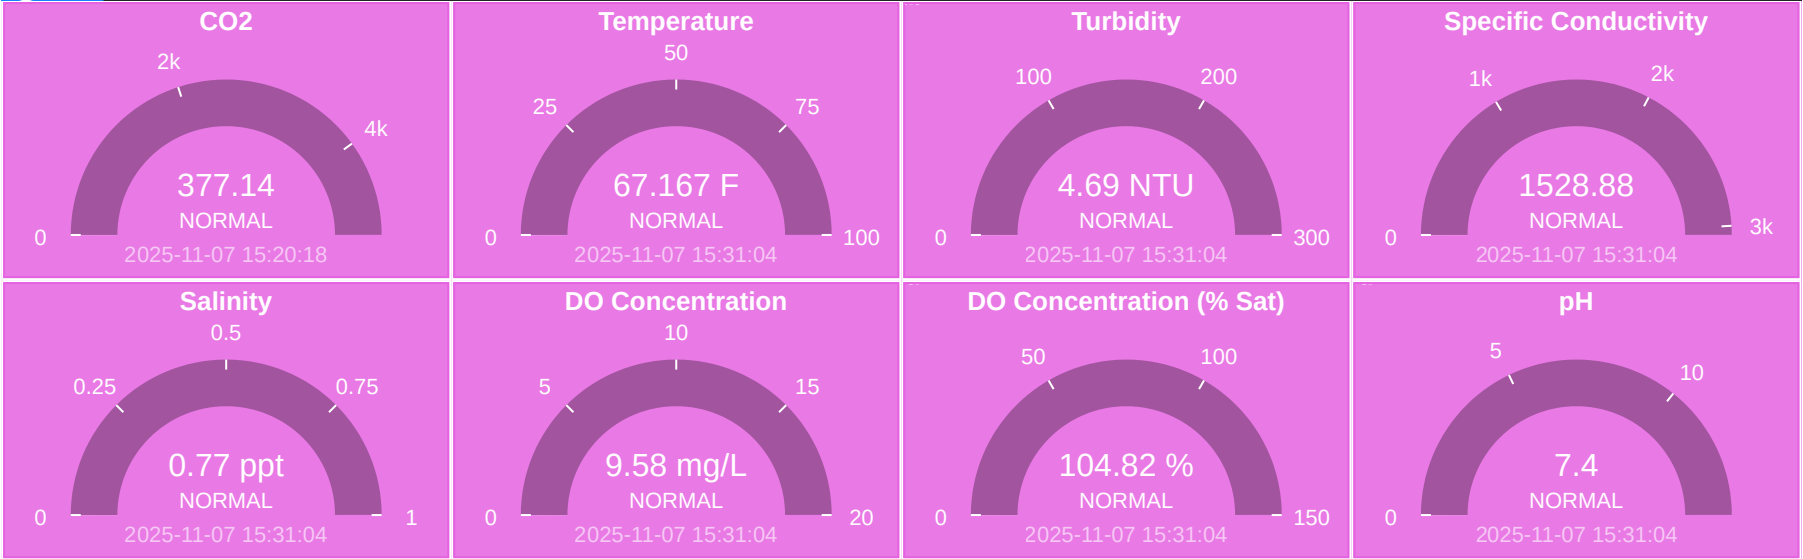 CO2
2k
4k
0
377.14
NORMAL
2025-11-07 15:20:18
Temperature
50
25
75
0
100
67.167 F
NORMAL
2025-11-07 15:31:04
Turbidity
100
200
0
300
4.69 NTU
NORMAL
2025-11-07 15:31:04
Specific Conductivity
1k
2k
0
3k
1528.88
NORMAL
2025-11-07 15:31:04
Salinity
0.5
0.25
0.75
0
1
0.77 ppt
NORMAL
2025-11-07 15:31:04
DO Concentration
10
5
15
0
20
9.58 mg/L
NORMAL
2025-11-07 15:31:04
DO Concentration (% Sat)
50
100
0
150
104.82 %
NORMAL
2025-11-07 15:31:04
pH
5
10
0
7.4
NORMAL
2025-11-07 15:31:04